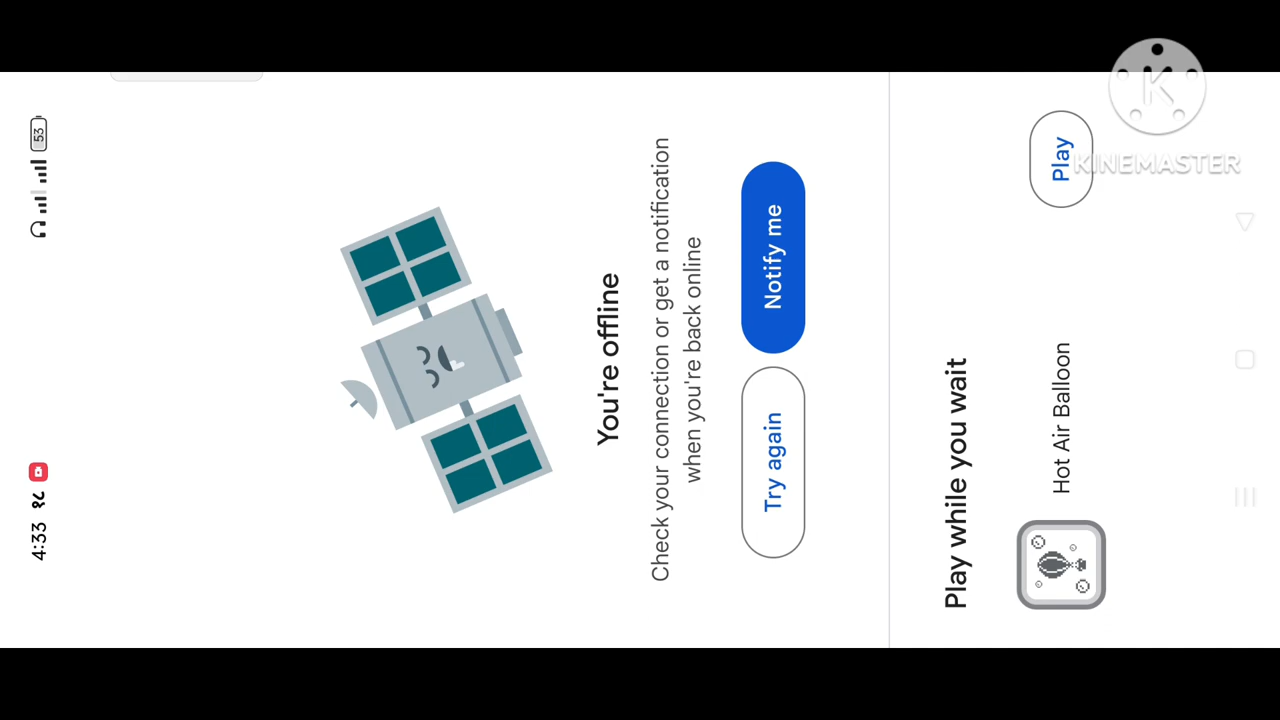 4:33
53
You're offline
Check your connection or get a notification
when you're back online
Try again
Notify me
Play while you wait
Hot Air Balloon
Play
K
KINEMASTER